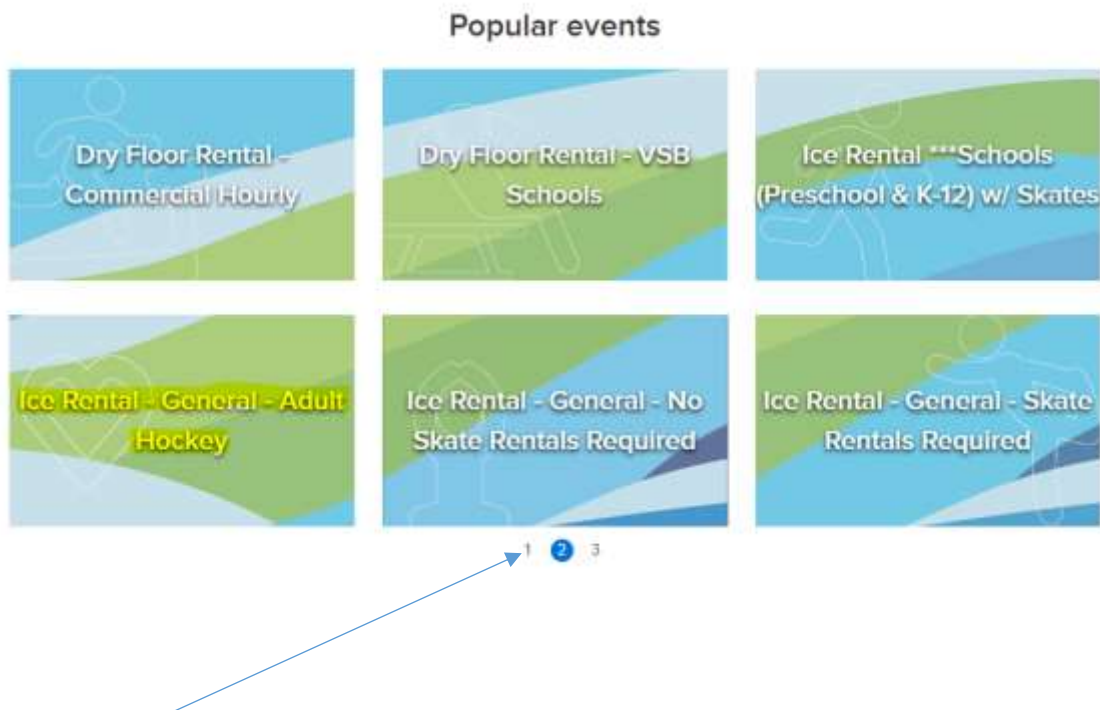 Popular events
Dry Floor Rental -
Commercial Hourly
Dry Floor Rental - VSB
Schools
Ice Rental ***Schools
(Preschool & K-12) w/ Skates
Ice Rental - General - Adult
Hockey
Ice Rental - General - No
Skate Rentals Required
Ice Rental - General - Skate
Rentals Required
1 2 3